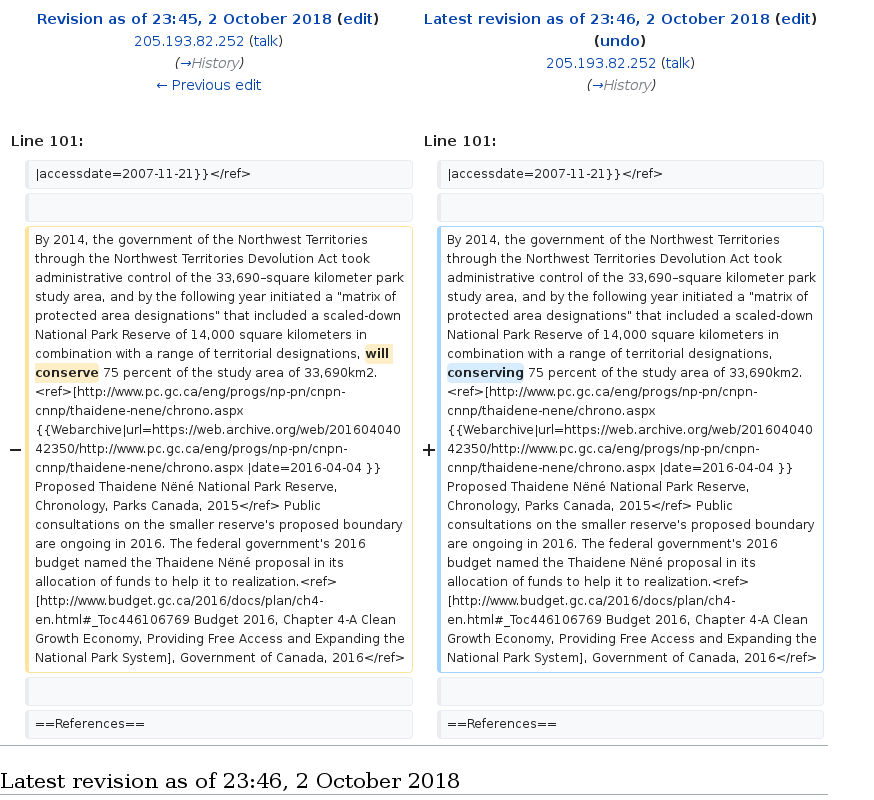 Revision as of 23:45, 2 October 2018 (edit)
205.193.82.252 (talk)
(→History)
← Previous edit
Latest revision as of 23:46, 2 October 2018 (edit)
(undo)
205.193.82.252 (talk)
(→History)
Line 101:
Line 101:
|accessdate=2007-11-21}}</ref>
|accessdate=2007-11-21}}</ref>
−
By 2014, the government of the Northwest Territories
through the Northwest Territories Devolution Act took
administrative control of the 33,690–square kilometer park
study area, and by the following year initiated a "matrix of
protected area designations" that included a scaled-down
National Park Reserve of 14,000 square kilometers in
combination with a range of territorial designations, will
conserve 75 percent of the study area of 33,690km2.
<ref>[http://www.pc.gc.ca/eng/progs/np-pn/cnpn-
cnnp/thaidene-nene/chrono.aspx
{{Webarchive|url=https://web.archive.org/web/201604040
42350/http://www.pc.gc.ca/eng/progs/np-pn/cnpn-
cnnp/thaidene-nene/chrono.aspx |date=2016-04-04 }}
Proposed Thaidene Nëné National Park Reserve,
Chronology, Parks Canada, 2015</ref> Public
consultations on the smaller reserve's proposed boundary
are ongoing in 2016. The federal government's 2016
budget named the Thaidene Nëné proposal in its
allocation of funds to help it to realization.<ref>
[http://www.budget.gc.ca/2016/docs/plan/ch4-
en.html#_Toc446106769 Budget 2016, Chapter 4-A Clean
Growth Economy, Providing Free Access and Expanding the
National Park System], Government of Canada, 2016</ref>
+
By 2014, the government of the Northwest Territories
through the Northwest Territories Devolution Act took
administrative control of the 33,690–square kilometer park
study area, and by the following year initiated a "matrix of
protected area designations" that included a scaled-down
National Park Reserve of 14,000 square kilometers in
combination with a range of territorial designations,
conserving 75 percent of the study area of 33,690km2.
<ref>[http://www.pc.gc.ca/eng/progs/np-pn/cnpn-
cnnp/thaidene-nene/chrono.aspx
{{Webarchive|url=https://web.archive.org/web/201604040
42350/http://www.pc.gc.ca/eng/progs/np-pn/cnpn-
cnnp/thaidene-nene/chrono.aspx |date=2016-04-04 }}
Proposed Thaidene Nëné National Park Reserve,
Chronology, Parks Canada, 2015</ref> Public
consultations on the smaller reserve's proposed boundary
are ongoing in 2016. The federal government's 2016
budget named the Thaidene Nëné proposal in its
allocation of funds to help it to realization.<ref>
[http://www.budget.gc.ca/2016/docs/plan/ch4-
en.html#_Toc446106769 Budget 2016, Chapter 4-A Clean
Growth Economy, Providing Free Access and Expanding the
National Park System], Government of Canada, 2016</ref>
==References==
==References==
Latest revision as of 23:46, 2 October 2018